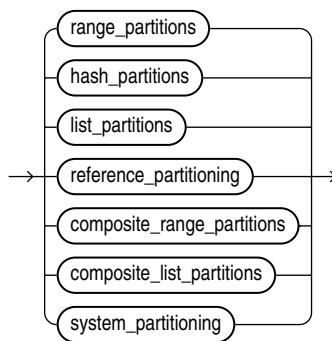 range_partitions
hash_partitions
list_partitions
reference_partitioning
composite_range_partitions
composite_list_partitions
system_partitioning